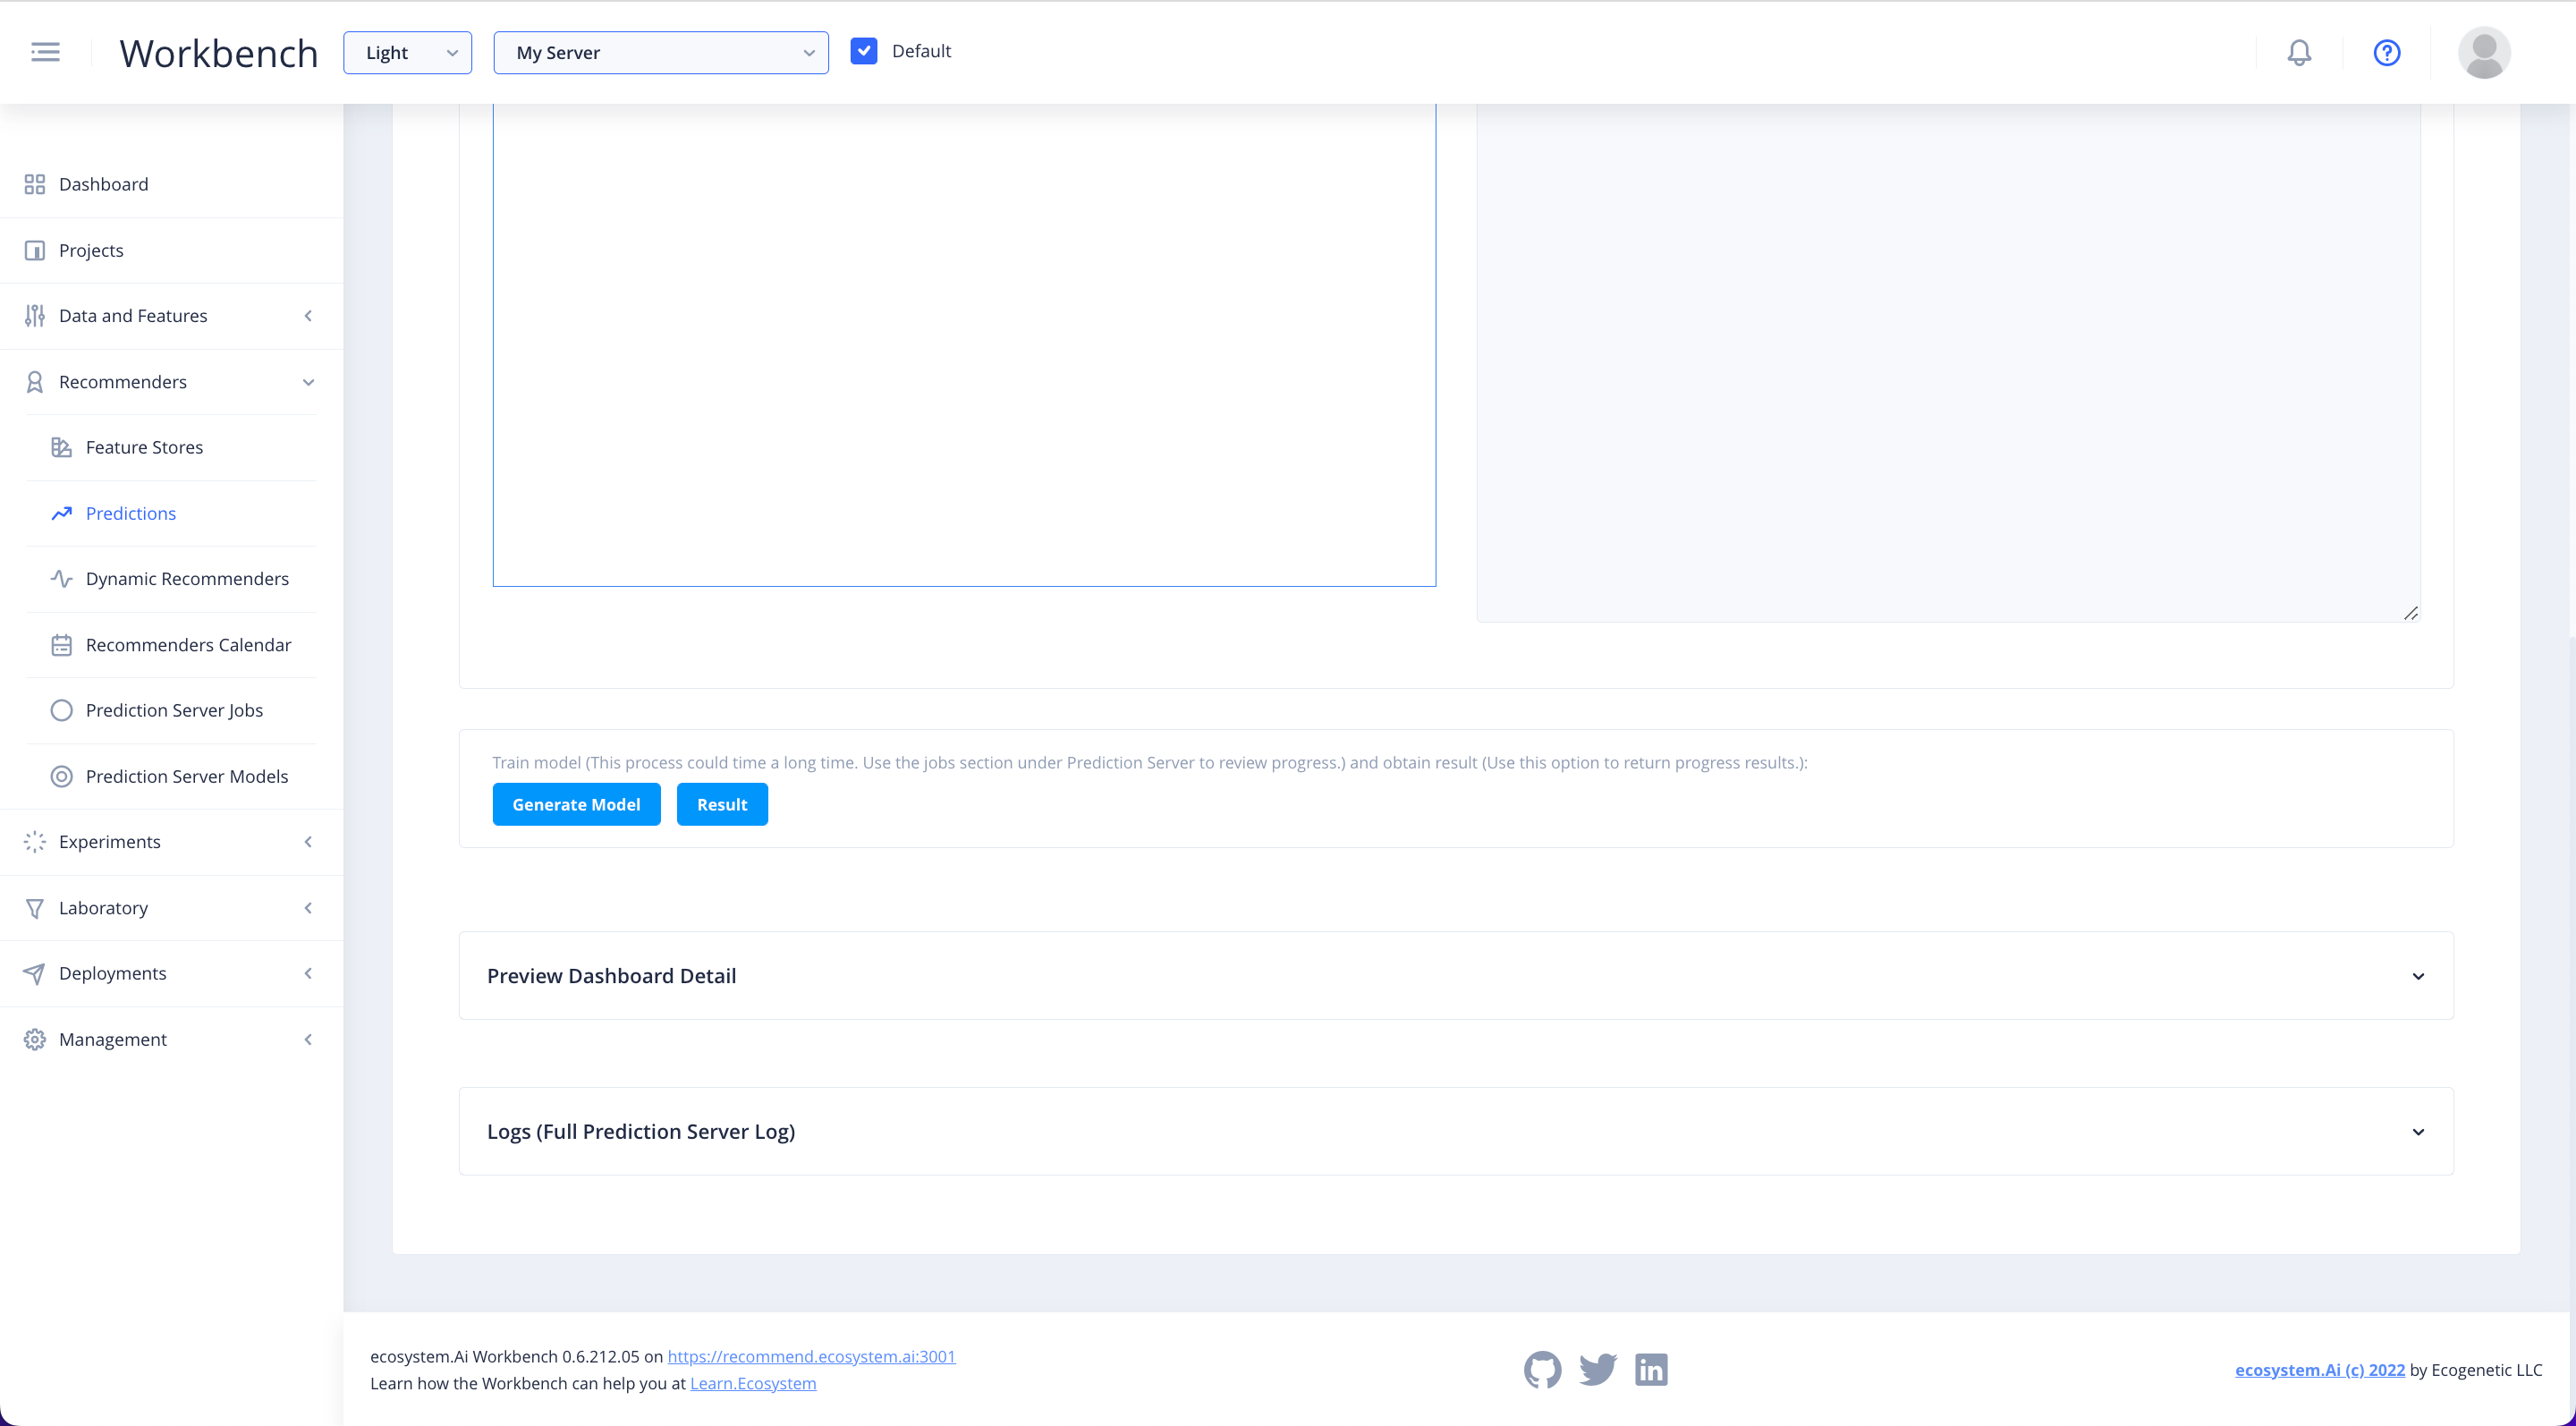 Workbench
Light
My Server
Default
Dashboard
Projects
Data and Features
Recommenders
Feature Stores
Predictions
Dynamic Recommenders
Recommenders Calendar
Prediction Server Jobs
Prediction Server Models
Experiments
Laboratory
Deployments
Management
Train model (This process could time a long time. Use the jobs section under Prediction Server to review progress.) and obtain result (Use this option to return progress results.):
Generate Model
Result
Preview Dashboard Detail
Logs (Full Prediction Server Log)
ecosystem.Ai Workbench 0.6.212.05 on https://recommend.ecosystem.ai:3001
Learn how the Workbench can help you at Learn.Ecosystem
ecosystem.Ai (c) 2022 by Ecogenetic LLC